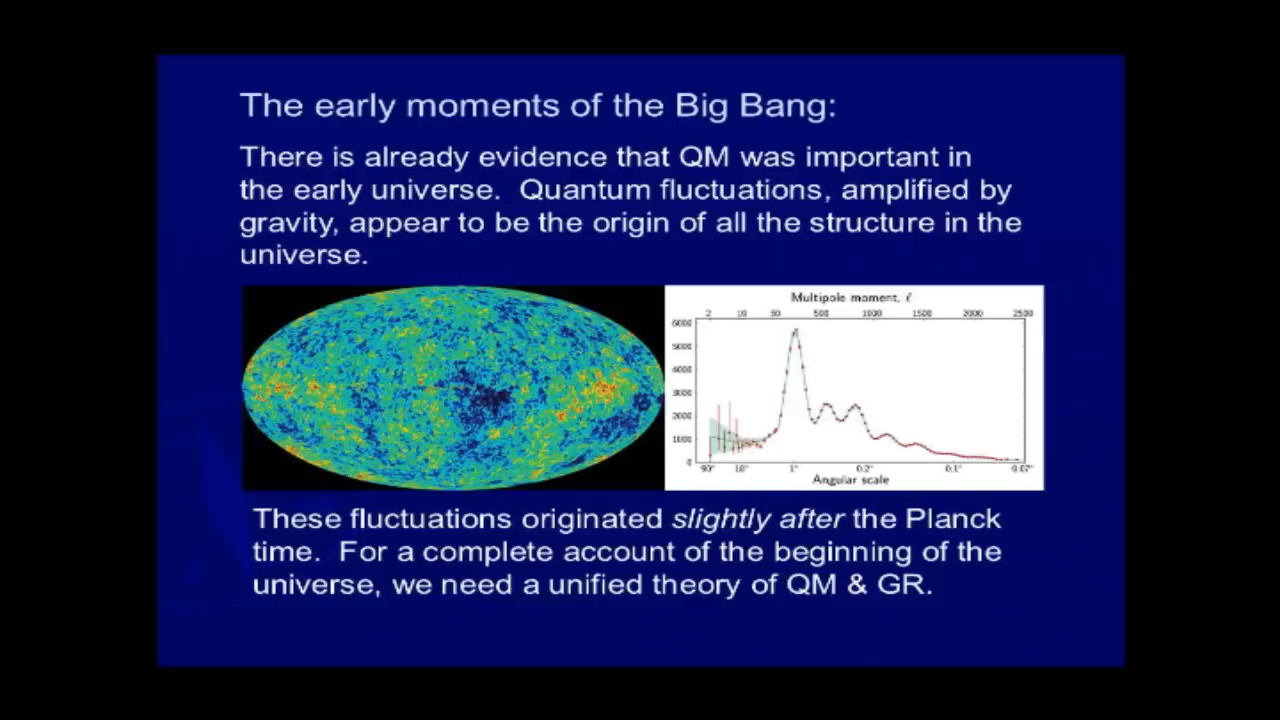 The early moments of the Big Bang:
There is already evidence that QM was important in
the early universe. Quantum fluctuations, amplified by
gravity, appear to be the origin of all the structure in the
universe.
Multipole moment, ℓ
2 10 50 500 1000 1500 2000 2500
6000
5000
4000
3000
2000
1000
0
90° 18° 1° 0.2° 0.1° 0.07°
Angular scale
These fluctuations originated slightly after the Planck
time. For a complete account of the beginning of the
universe, we need a unified theory of QM & GR.